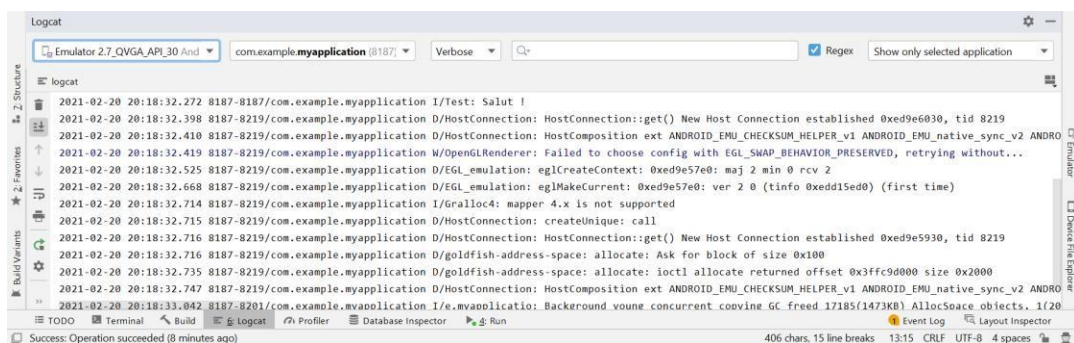 Logcat
Emulator 2.7_QVGA_API_30 And com.example.myapplication (8187) Verbose Regex Show only selected application
logcat
2021-02-20 20:18:32.272 8187-8187/com.example.myapplication I/Test: Salut !
2021-02-20 20:18:32.398 8187-8219/com.example.myapplication D/HostConnection: HostConnection::get() New Host Connection established 0xed9e6030, tid 8219
2021-02-20 20:18:32.410 8187-8219/com.example.myapplication D/HostConnection: HostComposition ext ANDROID_EMU_CHECKSUM_HELPER_v1 ANDROID_EMU_native_sync_v2 ANDRO
2021-02-20 20:18:32.419 8187-8219/com.example.myapplication W/OpenGLRenderer: Failed to choose config with EGL_SWAP_BEHAVIOR_PRESERVED, retrying without...
2021-02-20 20:18:32.525 8187-8219/com.example.myapplication D/EGL_emulation: eglCreateContext: 0xed9e57e0: maj 2 min 0 rcv 2
2021-02-20 20:18:32.668 8187-8219/com.example.myapplication D/EGL_emulation: eglMakeCurrent: 0xed9e57e0: ver 2 0 (tinfo 0xedd15ed0) (first time)
2021-02-20 20:18:32.714 8187-8219/com.example.myapplication I/Gralloc4: mapper 4.x is not supported
2021-02-20 20:18:32.715 8187-8219/com.example.myapplication D/HostConnection: createUnique: call
2021-02-20 20:18:32.716 8187-8219/com.example.myapplication D/HostConnection: HostConnection::get() New Host Connection established 0xed9e5930, tid 8219
2021-02-20 20:18:32.716 8187-8219/com.example.myapplication D/goldfish-address-space: allocate: Ask for block of size 0x100
2021-02-20 20:18:32.735 8187-8219/com.example.myapplication D/goldfish-address-space: allocate: ioctl allocate returned offset 0x3ffc9d000 size 0x2000
2021-02-20 20:18:32.747 8187-8219/com.example.myapplication D/HostConnection: HostComposition ext ANDROID_EMU_CHECKSUM_HELPER_v1 ANDROID_EMU_native_sync_v2 ANDRO
2021-02-20 20:18:33.042 8187-8201/com.example.myapplication I/e.myapplicatio: Background young concurrent copying GC freed 17185(1473KB) AllocSpace objects, 1(20
7: Structure
2: Favorites
Build Variants
Emulator
Device File Explorer
TODO Terminal Build 6: Logcat Profiler Database Inspector 4: Run 1 Event Log Layout Inspector
Success: Operation succeeded (8 minutes ago) 406 chars, 15 line breaks 13:15 CRLF UTF-8 4 spaces